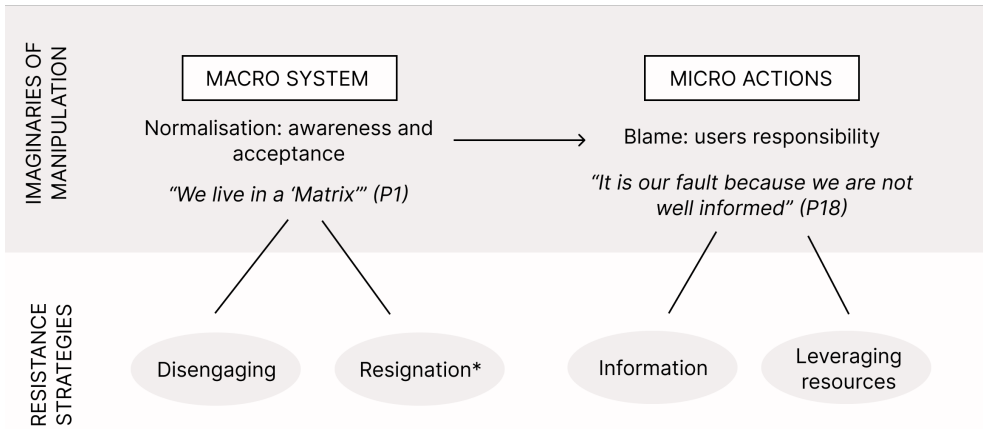 IMAGINARIES OF
MANIPULATION
MACRO SYSTEM
Normalisation: awareness and
acceptance
“We live in a ‘Matrix’” (P1)
MICRO ACTIONS
Blame: users responsibility
“It is our fault because we are not
well informed” (P18)
RESISTANCE
STRATEGIES
Disengaging
Resignation*
Information
Leveraging
resources